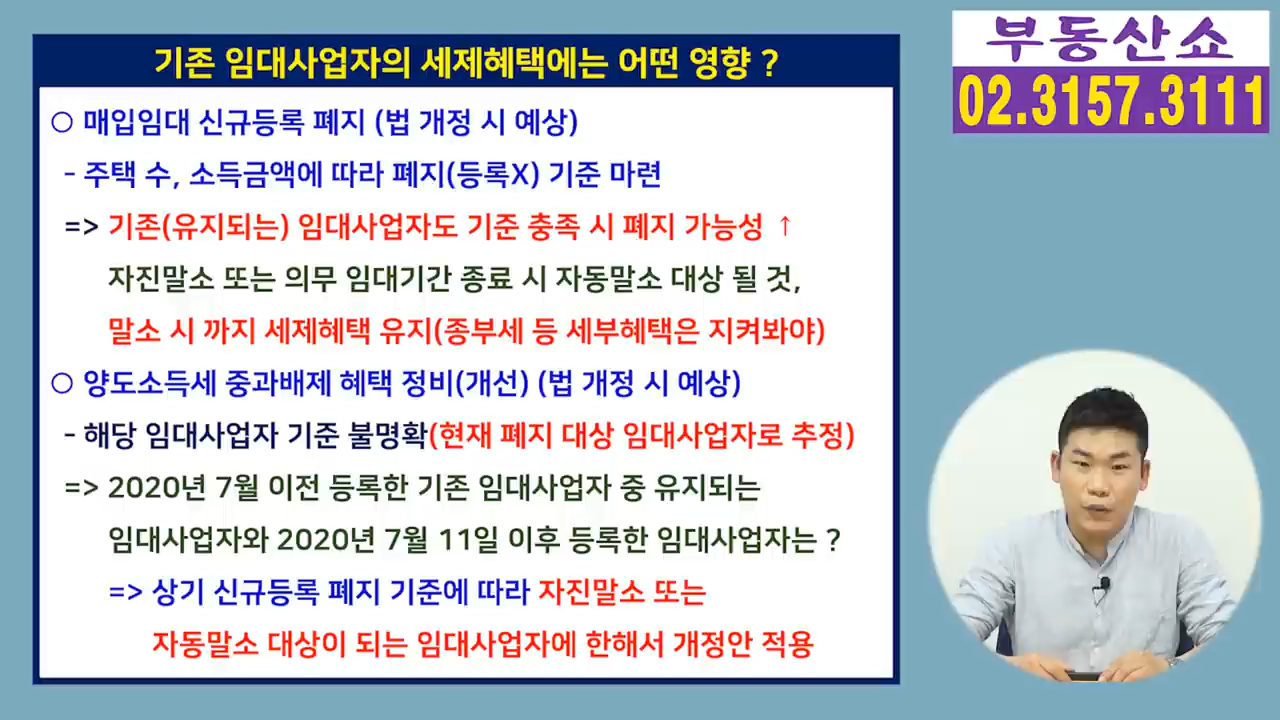 기존 임대사업자의 세제혜택에는 어떤 영향 ?
○ 매입임대 신규등록 폐지 (법 개정 시 예상)
- 주택 수, 소득금액에 따라 폐지(등록X) 기준 마련
=> 기존(유지되는) 임대사업자도 기준 충족 시 폐지 가능성 ↑
자진말소 또는 의무 임대기간 종료 시 자동말소 대상 될 것,
말소 시 까지 세제혜택 유지(종부세 등 세부혜택은 지켜봐야)
○ 양도소득세 중과배제 혜택 정비(개선) (법 개정 시 예상)
- 해당 임대사업자 기준 불명확(현재 폐지 대상 임대사업자로 추정)
=> 2020년 7월 이전 등록한 기존 임대사업자 중 유지되는
임대사업자와 2020년 7월 11일 이후 등록한 임대사업자는 ?
=> 상기 신규등록 폐지 기준에 따라 자진말소 또는
자동말소 대상이 되는 임대사업자에 한해서 개정안 적용
부동산쇼
02.3157.3111